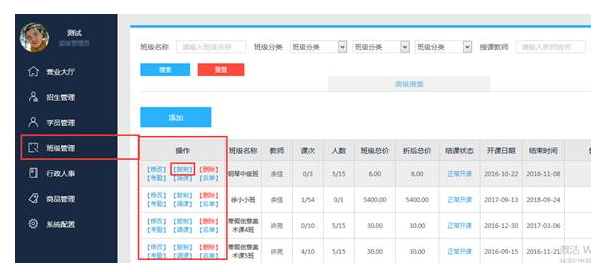 测试
超级管理员
营业大厅
招生管理
学员管理
班级管理
行政人事
商品管理
系统配置
班级名称 请输入班级名称 班级分类 班级分类 班级分类 班级分类 授课教师 请输入教师姓名
搜索 重置
高级搜索
添加
操作 班级名称 教师 课次 人数 班级总价 折后总价 结课状态 开课日期 结束时间
【修改】 【复制】 【删除】 钢琴中级班 余佳 0/3 5/15 6.00 6.00 正常开课 2016-10-22 2016-11-08
【考勤】 【调课】 【名单】
【修改】 【复制】 【删除】 徐小小班 余佳 1/54 0/1 5400.00 5400.00 正常开课 2017-09-13 2018-09-24
【考勤】 【调课】 【名单】
【修改】 【复制】 【删除】 寒假创意美术课4班 许亮 0/10 5/15 30.00 30.00 正常开课 2016-12-30 2017-03-06
【考勤】 【调课】 【名单】
【修改】 【复制】 【删除】 寒假创意美术课5班 许亮 4/10 5/15 30.00 30.00 正常开课 2016-09-15 2016-11-21
【考勤】 【调课】 【名单】
激活 W